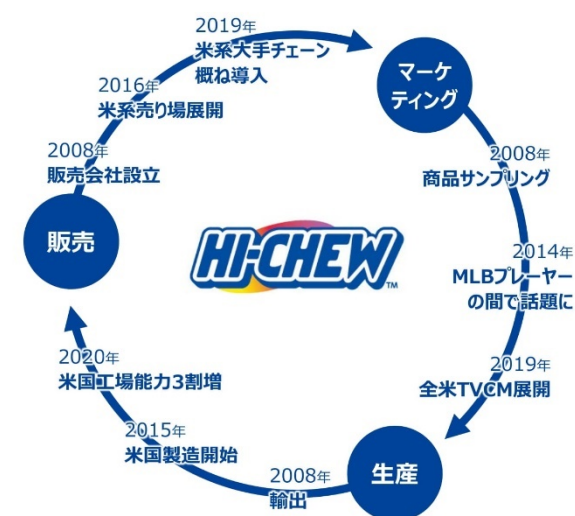 2019年
米系大手チェーン
概ね導入
マーケ
ティング
2016年
米系売り場展開
2008年
販売会社設立
2008年
商品サンプリング
販売
HI-CHEW
TM
2014年
MLBプレーヤー
の間で話題に
2020年
米国工場能力3割増
2019年
全米TVCM展開
2015年
米国製造開始
2008年
輸出
生産